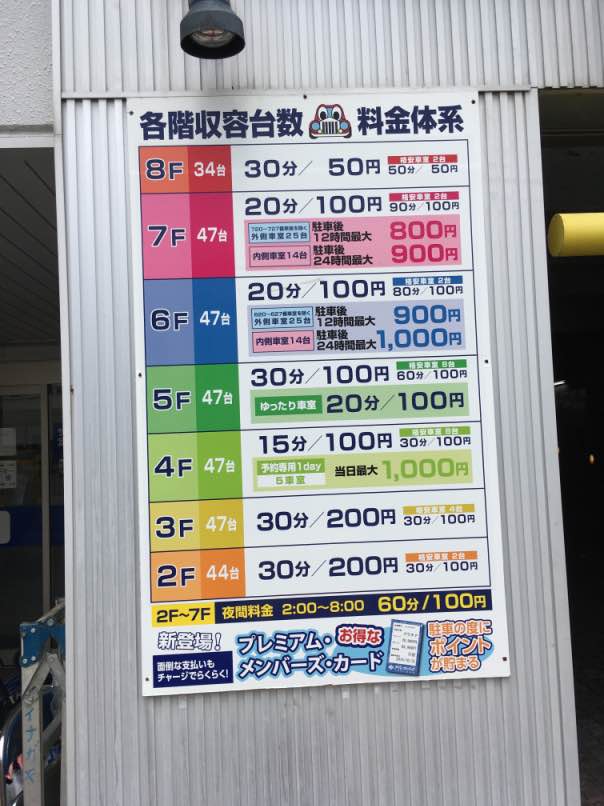 各階収容台数 料金体系
8F 34台 30分／50円 格安車室 2台 50分／50円
7F 47台 20分／100円 格安車室 2台 90分／100円
外側車室25台 駐車後12時間最大 800円
内側車室14台 駐車後24時間最大 900円
6F 47台 20分／100円 格安車室 2台 80分／100円
外側車室25台 駐車後12時間最大 900円
内側車室14台 駐車後24時間最大 1,000円
5F 47台 30分／100円 格安車室 8台 60分／100円
ゆったり車室 20分／100円
4F 47台 15分／100円 格安車室 8台 30分／100円
予約専用1day 5車室 当日最大 1,000円
3F 47台 30分／200円 格安車室 4台 30分／100円
2F 44台 30分／200円 格安車室 2台 30分／100円
2F〜7F 夜間料金 2:00〜8:00 60分/100円
新登場！
面倒な支払いも
チャージでらくらく！
プレミアム・
メンバーズ・カード
お得な
駐車の度に
ポイント
が貯まる
イナガキ